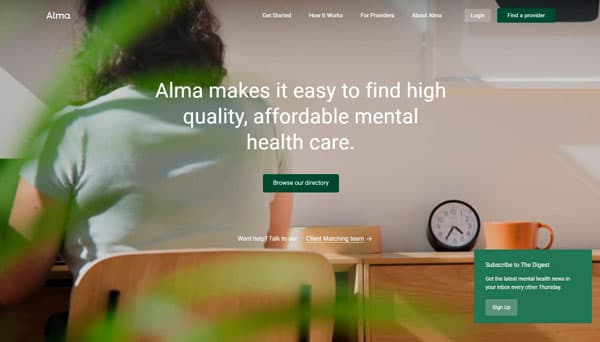 Alma
Get Started How It Works For Providers About Alma Login Find a provider
Alma makes it easy to find high
quality, affordable mental
health care.
Browse our directory
Want help? Talk to our Client Matching team →
Subscribe to The Digest
Get the latest mental health news in
your inbox every other Thursday.
Sign Up